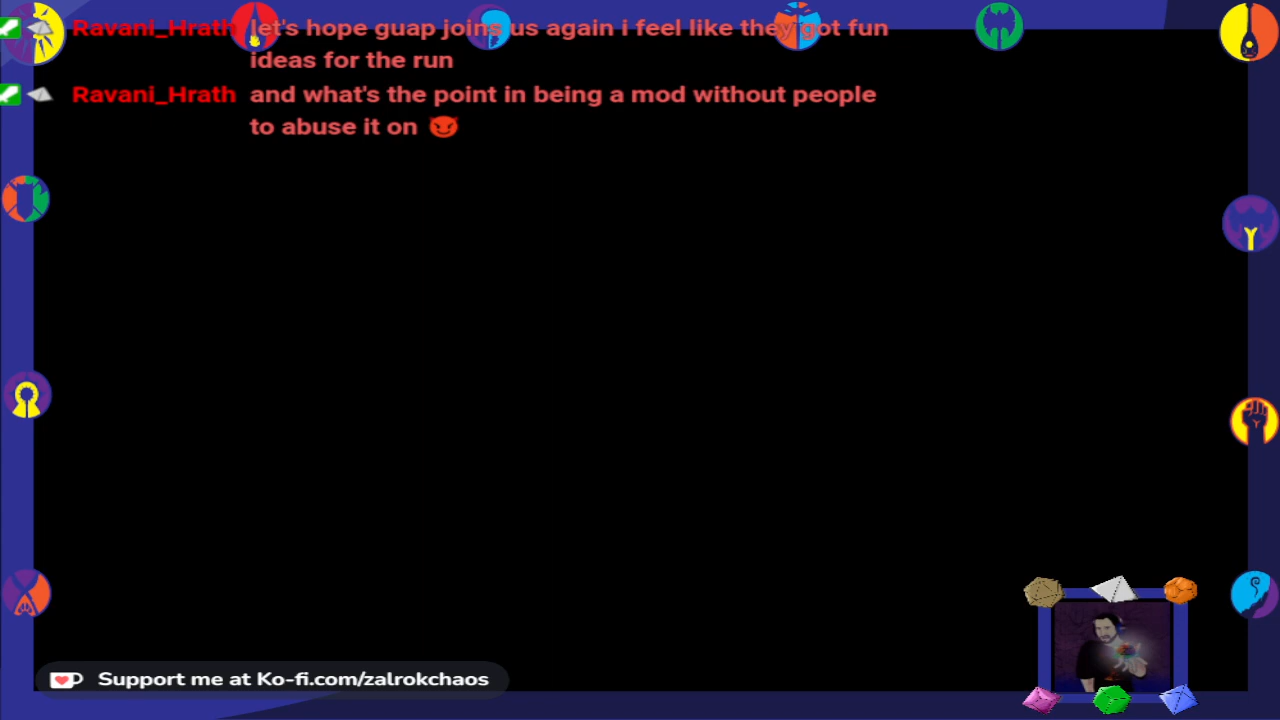 Ravani_Hrath let's hope guap joins us again i feel like they got fun
ideas for the run
Ravani_Hrath and what's the point in being a mod without people
to abuse it on 😈
Support me at Ko-fi.com/zalrokchaos